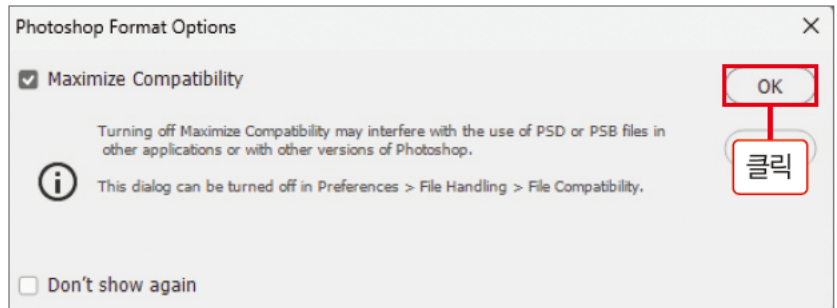 Photoshop Format Options
Maximize Compatibility
OK
Turning off Maximize Compatibility may interfere with the use of PSD or PSB files in
other applications or with other versions of Photoshop.
클릭
This dialog can be turned off in Preferences > File Handling > File Compatibility.
Don't show again